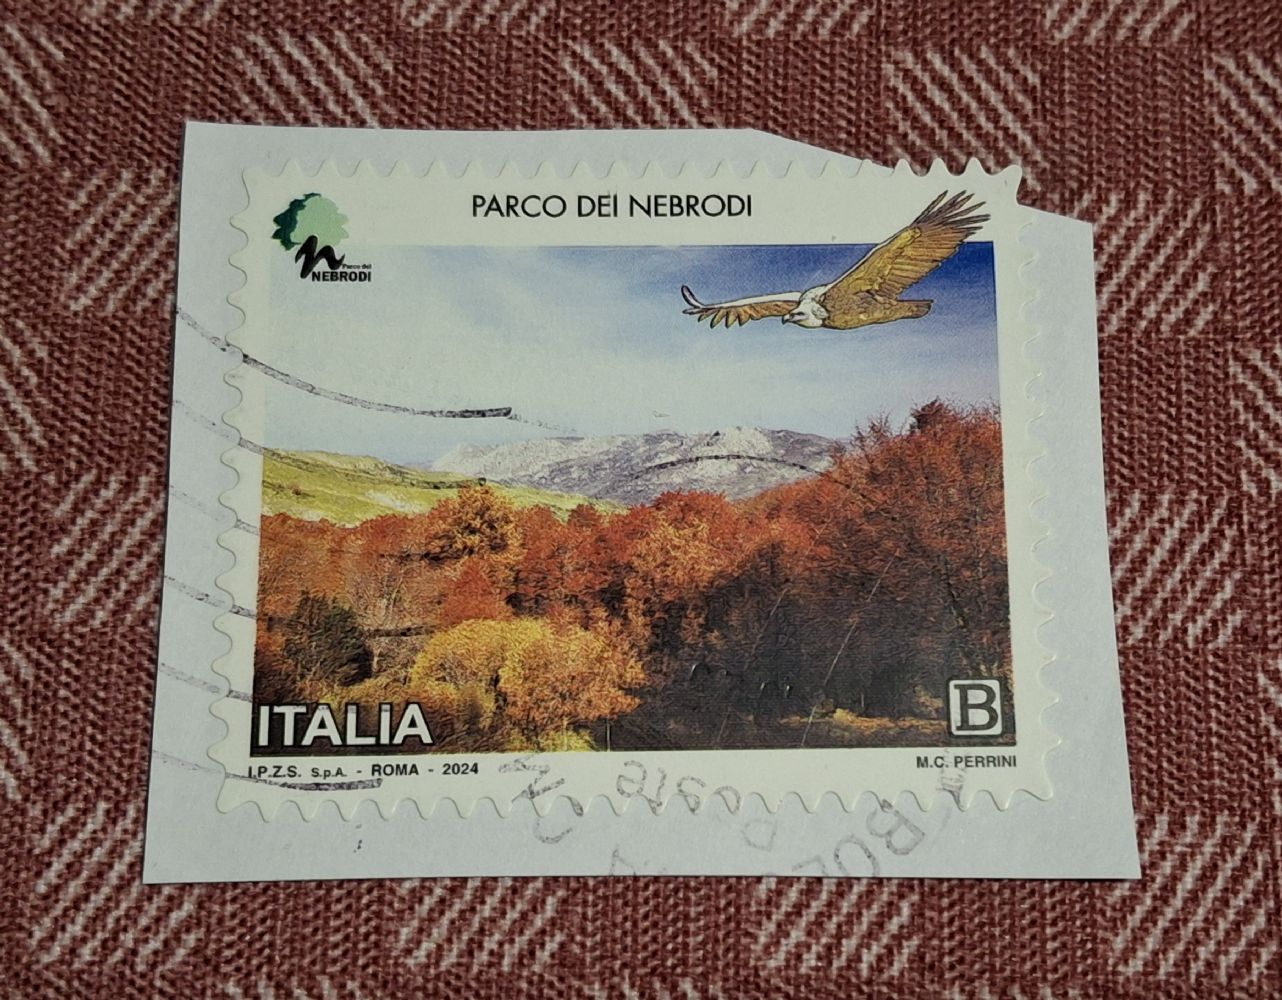 PARCO DEI NEBRODI
Parco dei
NEBRODI
ITALIA
B
I.P.Z.S. S.p.A. - ROMA - 2024
M.C. PERRINI